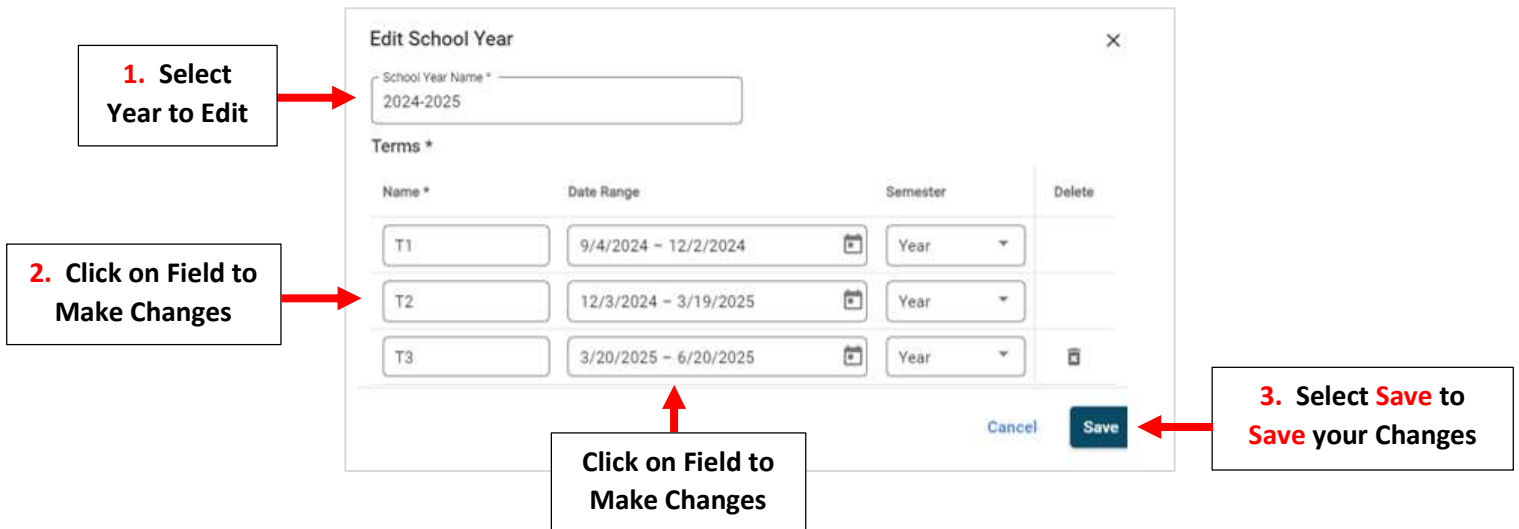 Edit School Year
1. Select
Year to Edit
School Year Name *
2024-2025
Terms *
Name *
Date Range
Semester
Delete
T1
9/4/2024 – 12/2/2024
Year
2. Click on Field to
Make Changes
T2
12/3/2024 – 3/19/2025
Year
T3
3/20/2025 – 6/20/2025
Year
Click on Field to
Make Changes
Cancel
Save
3. Select Save to
Save your Changes